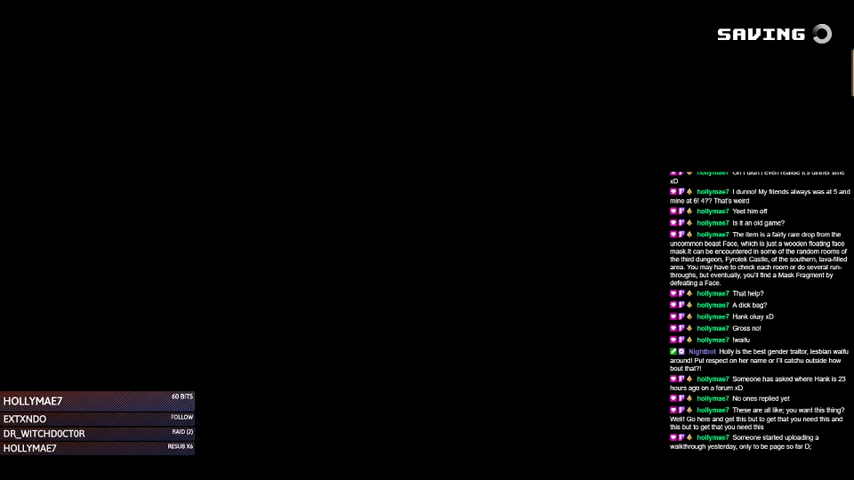 SAVING
hollymae7 Oh I didn't even realise it's dinner time
xD
hollymae7 I dunno! My friends always was at 5 and
mine at 6! 4?? That's weird
hollymae7 Yeet him off
hollymae7 Is it an old game?
hollymae7 The item is a fairly rare drop from the
uncommon beast Face, which is just a wooden floating face
mask.It can be encountered in some of the random rooms of
the third dungeon, Fyrotek Castle, of the southern, lava-filled
area. You may have to check each room or do several run-
throughs, but eventually, you'll find a Mask Fragment by
defeating a Face.
hollymae7 That help?
hollymae7 A dick bag?
hollymae7 Hank okay xD
hollymae7 Gross no!
hollymae7 !waifu
Nightbot Holly is the best gender traitor, lesbian waifu
around! Put respect on her name or I'll catchu outside how
bout that?!
hollymae7 Someone has asked where Hank is 23
hours ago on a forum xD
hollymae7 No ones replied yet
hollymae7 These are all like; you want this thing?
Well! Go here and get this but to get that you need this and
this but to get that you need this
hollymae7 Someone started uploading a
walkthrough yesterday, only to be page so far D;
HOLLYMAE7 60 BITS
EXTXNDO FOLLOW
DR_W1TCHD0CT0R RAID (2)
HOLLYMAE7 RESUB X6